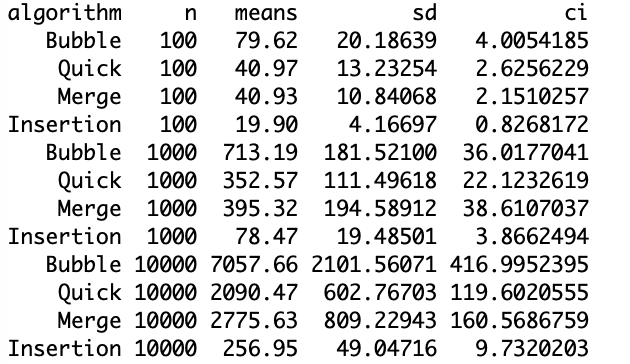 algorithm n means sd ci
Bubble 100 79.62 20.18639 4.0054185
Quick 100 40.97 13.23254 2.6256229
Merge 100 40.93 10.84068 2.1510257
Insertion 100 19.90 4.16697 0.8268172
Bubble 1000 713.19 181.52100 36.0177041
Quick 1000 352.57 111.49618 22.1232619
Merge 1000 395.32 194.58912 38.6107037
Insertion 1000 78.47 19.48501 3.8662494
Bubble 10000 7057.66 2101.56071 416.9952395
Quick 10000 2090.47 602.76703 119.6020555
Merge 10000 2775.63 809.22943 160.5686759
Insertion 10000 256.95 49.04716 9.7320203